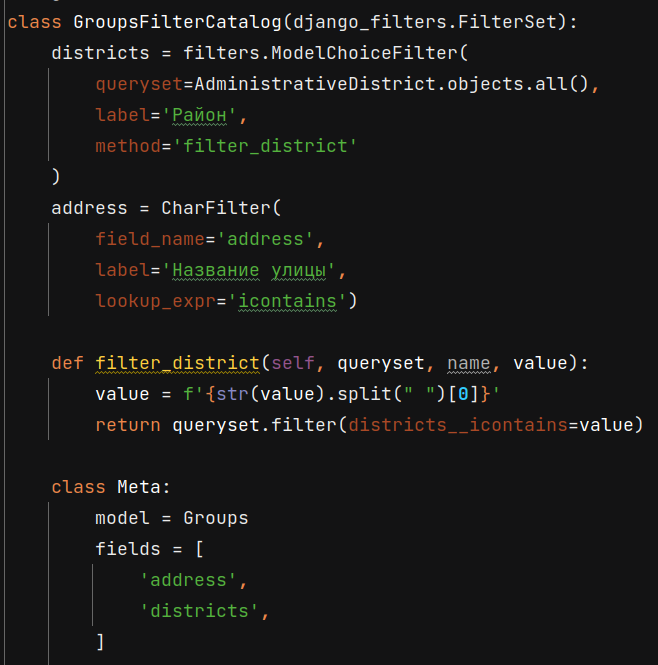 class GroupsFilterCatalog(django_filters.FilterSet):
    districts = filters.ModelChoiceFilter(
        queryset=AdministrativeDistrict.objects.all(),
        label='Район',
        method='filter_district'
    )
    address = CharFilter(
        field_name='address',
        label='Название улицы',
        lookup_expr='icontains')
    def filter_district(self, queryset, name, value):
        value = f'{str(value).split(" ")[0]}'
        return queryset.filter(districts__icontains=value)
    class Meta:
        model = Groups
        fields = [
            'address',
            'districts',
        ]